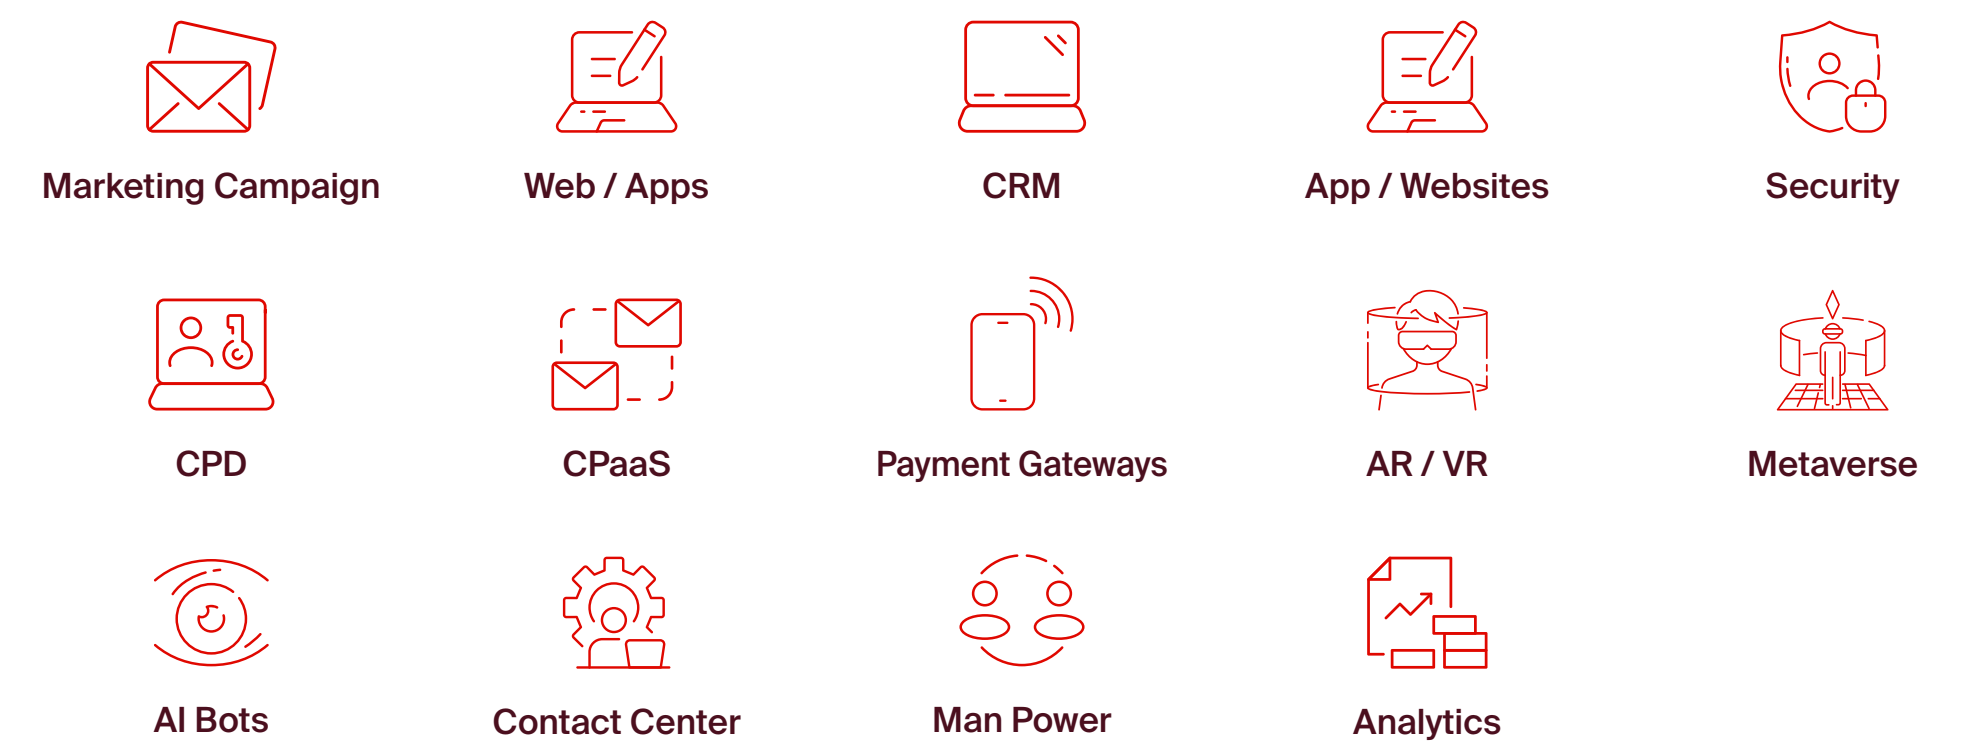 Marketing Campaign
Web / Apps
CRM
App / Websites
Security
CPD
CPaaS
Payment Gateways
AR / VR
Metaverse
AI Bots
Contact Center
Man Power
Analytics